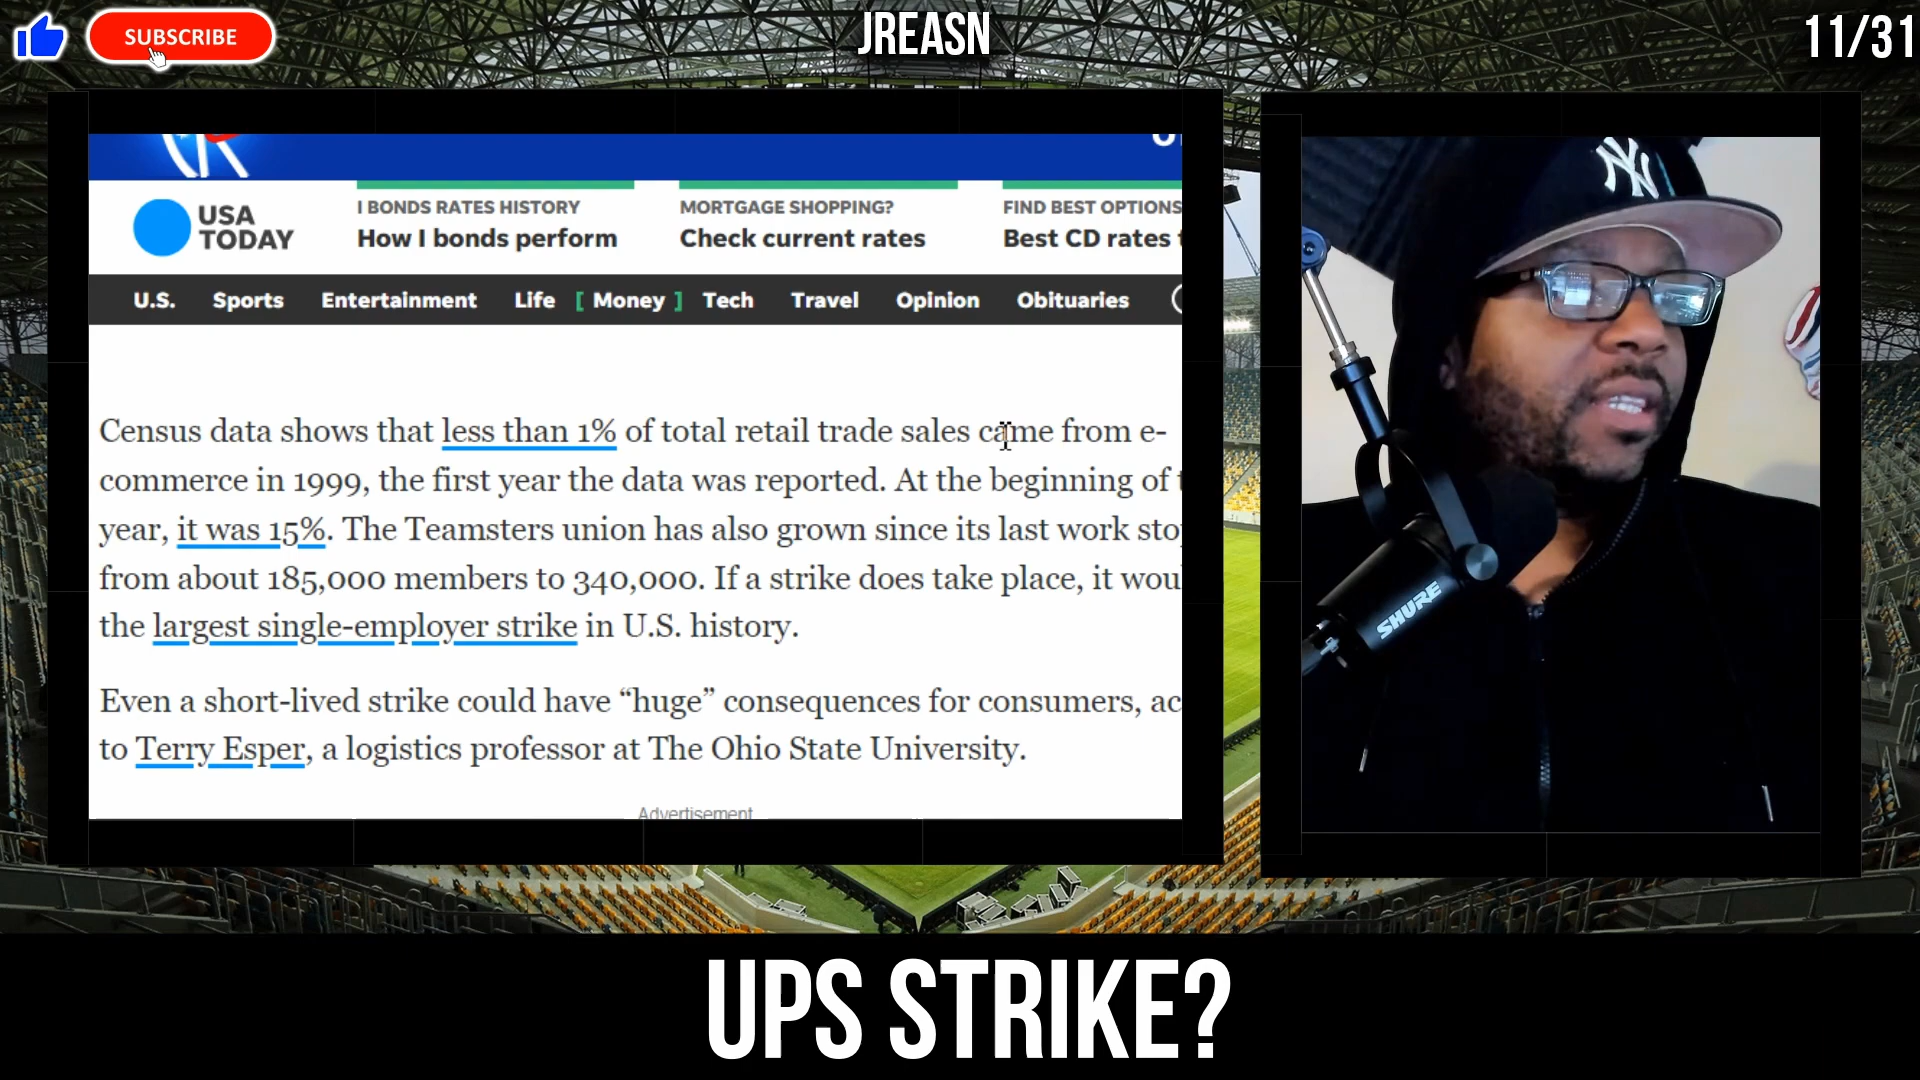 SUBSCRIBE
JREASN
11/31
USA
TODAY
I BONDS RATES HISTORY
How I bonds perform
MORTGAGE SHOPPING?
Check current rates
FIND BEST OPTIONS
Best CD rates
U.S. Sports Entertainment Life [ Money ] Tech Travel Opinion Obituaries
Census data shows that less than 1% of total retail trade sales came from e-
commerce in 1999, the first year the data was reported. At the beginning of
year, it was 15%. The Teamsters union has also grown since its last work
from about 185,000 members to 340,000. If a strike does take place, it
the largest single-employer strike in U.S. history.
Even a short-lived strike could have “huge” consequences for consumers,
to Terry Esper, a logistics professor at The Ohio State University.
Advertisement
NY
SHURE
UPS STRIKE?